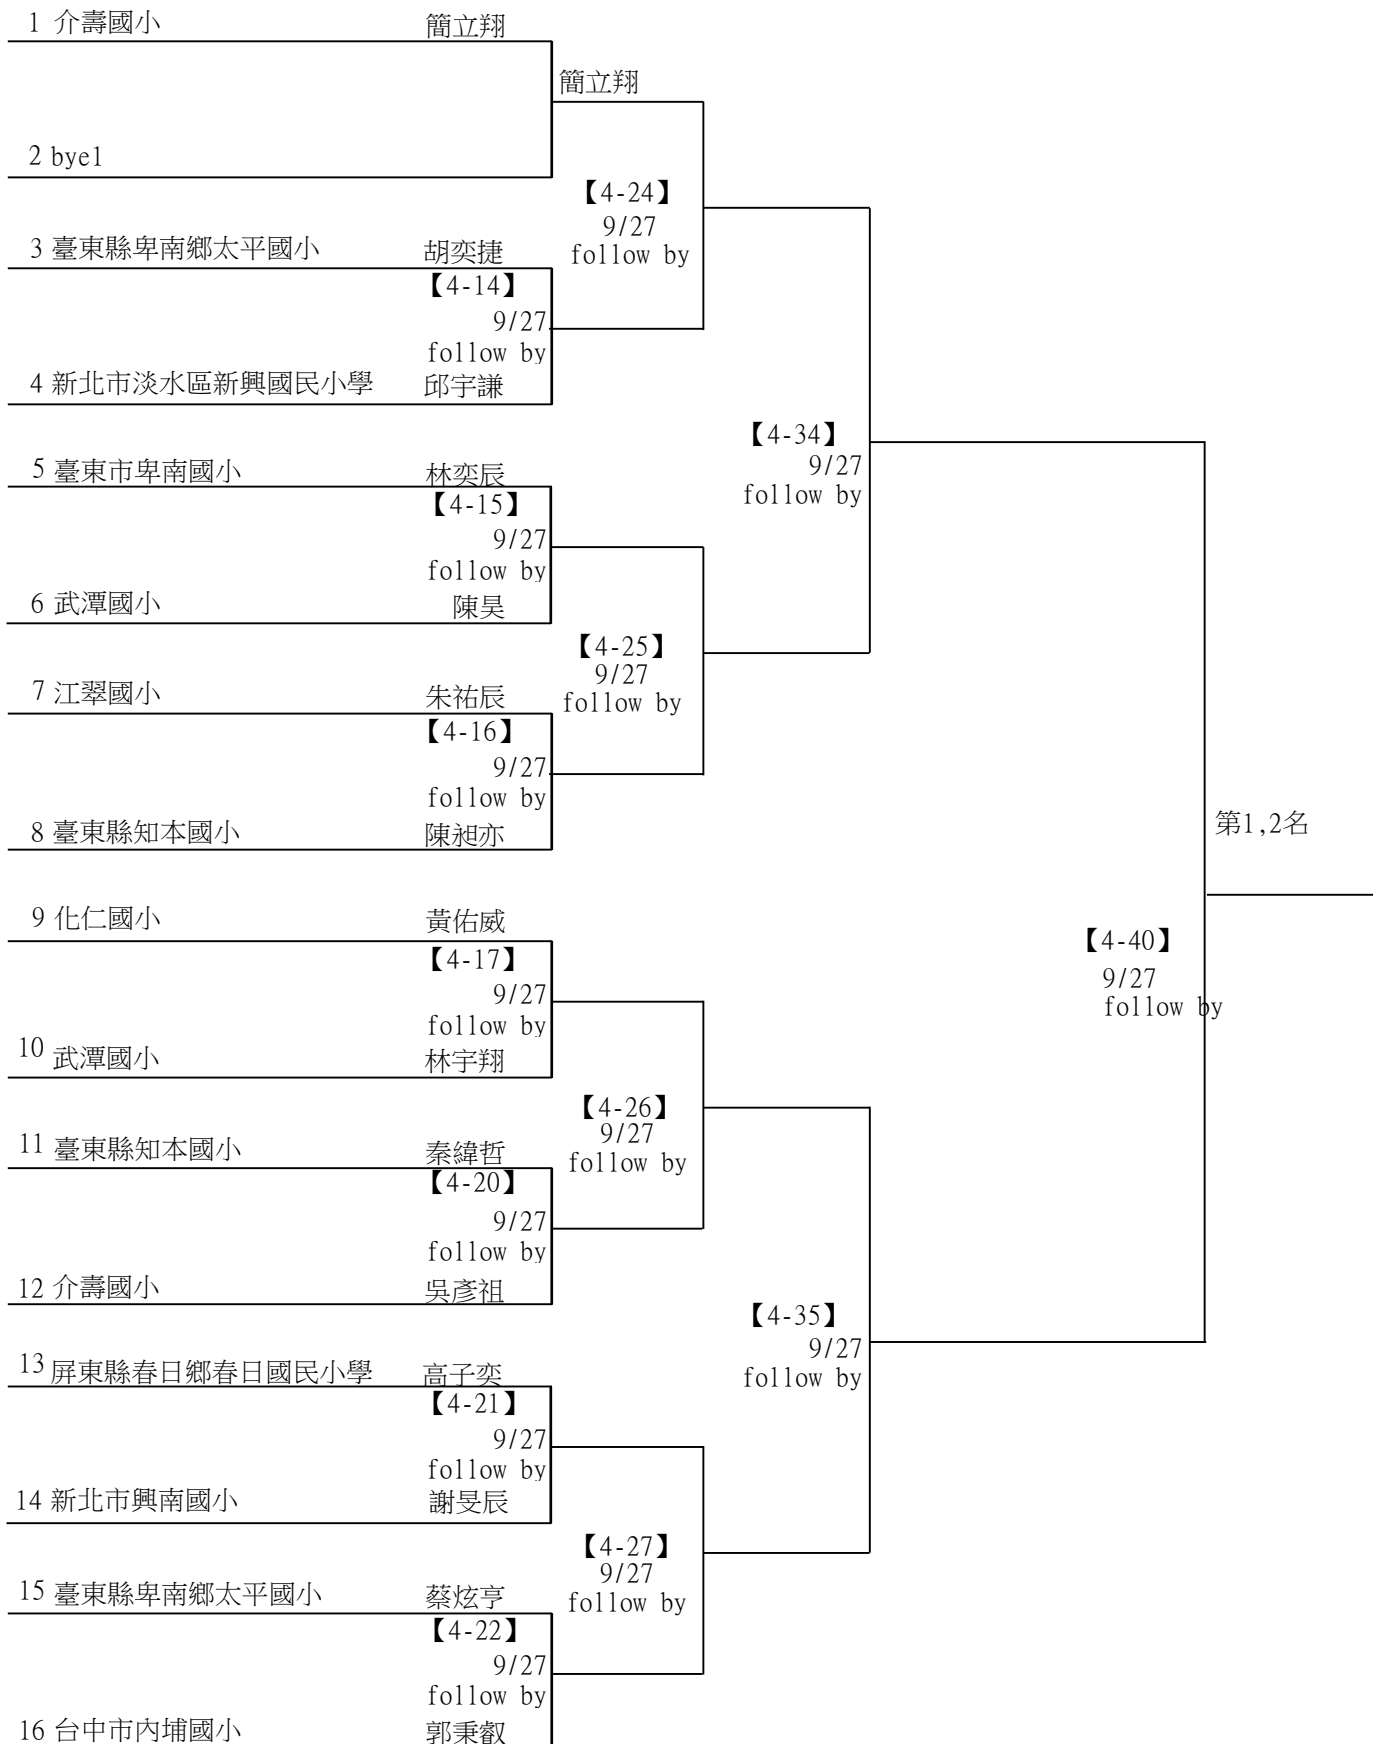 1 介壽國小 簡立翔
簡立翔
2 bye1
【4-24】
9/27
follow by
3 臺東縣卑南鄉太平國小 胡奕捷
【4-14】
9/27
follow by
4 新北市淡水區新興國民小學 邱宇謙
【4-34】
9/27
follow by
5 臺東市卑南國小 林奕辰
【4-15】
9/27
follow by
6 武潭國小 陳昊
【4-25】
9/27
follow by
7 江翠國小 朱祐辰
【4-16】
9/27
follow by
8 臺東縣知本國小 陳昶亦
第1,2名
9 化仁國小 黃佑威
【4-40】
9/27
follow by
【4-17】
9/27
follow by
10 武潭國小 林宇翔
【4-26】
9/27
follow by
11 臺東縣知本國小 秦緯哲
【4-20】
9/27
follow by
12 介壽國小 吳彥祖
【4-35】
9/27
follow by
13 屏東縣春日鄉春日國民小學 高子奕
【4-21】
9/27
follow by
14 新北市興南國小 謝旻辰
【4-27】
9/27
follow by
15 臺東縣卑南鄉太平國小 蔡炫亨
【4-22】
9/27
follow by
16 台中市內埔國小 郭秉叡